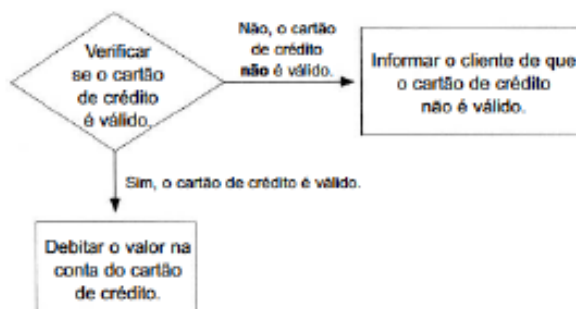 Verificar
se o cartão
de crédito
é válido.
Não, o cartão
de crédito
não é válido.
Informar o cliente de que
o cartão de crédito
não é válido.
Sim, o cartão de crédito é válido.
Debitar o valor na
conta do cartão
de crédito.